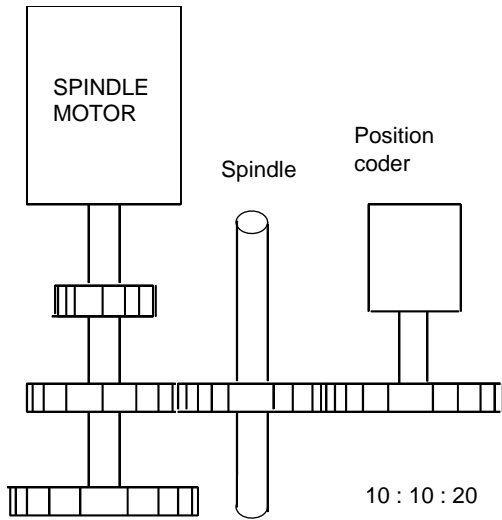 SPINDLE
MOTOR
Position
coder
Spindle
10 : 10 : 20